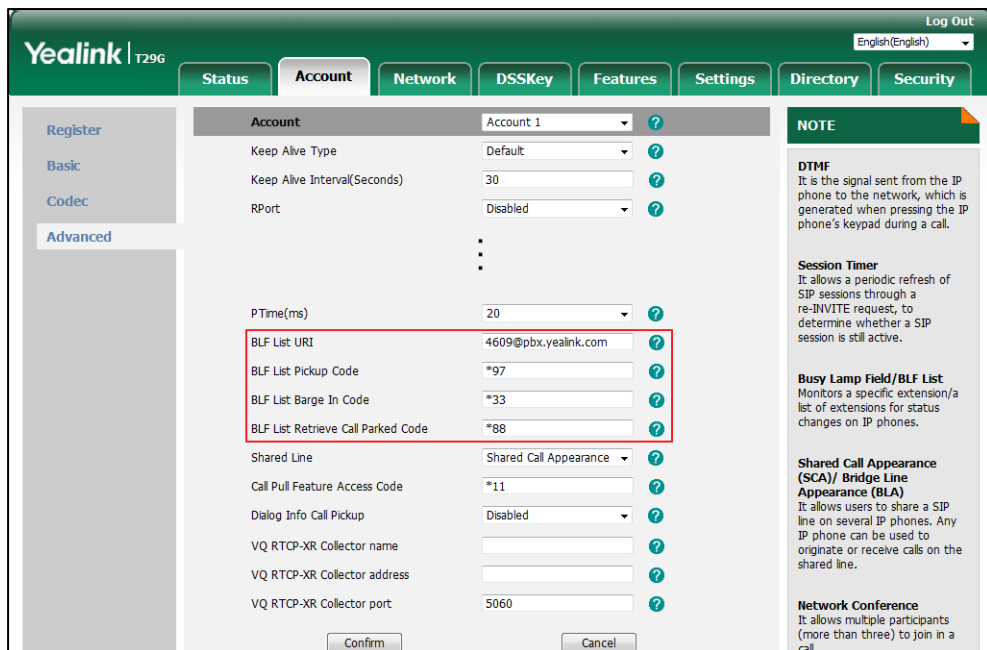 Log Out
English(English)
Yealink | T29G
Status Account Network DSSKey Features Settings Directory Security
Register
Basic
Codec
Advanced
Account Account 1
Keep Alive Type Default
Keep Alive Interval(Seconds) 30
RPort Disabled
PTime(ms) 20
BLF List URI 4609@pbx.yealink.com
BLF List Pickup Code *97
BLF List Barge In Code *33
BLF List Retrieve Call Parked Code *88
Shared Line Shared Call Appearance
Call Pull Feature Access Code *11
Dialog Info Call Pickup Disabled
VQ RTCP-XR Collector name
VQ RTCP-XR Collector address
VQ RTCP-XR Collector port 5060
Confirm Cancel
NOTE
DTMF
It is the signal sent from the IP
phone to the network, which is
generated when pressing the IP
phone's keypad during a call.
Session Timer
It allows a periodic refresh of
SIP sessions through a
re-INVITE request, to
determine whether a SIP
session is still active.
Busy Lamp Field/BLF List
Monitors a specific extension/a
list of extensions for status
changes on IP phones.
Shared Call Appearance
(SCA)/ Bridge Line
Appearance (BLA)
It allows users to share a SIP
line on several IP phones. Any
IP phone can be used to
originate or receive calls on the
shared line.
Network Conference
It allows multiple participants
(more than three) to join in a
call